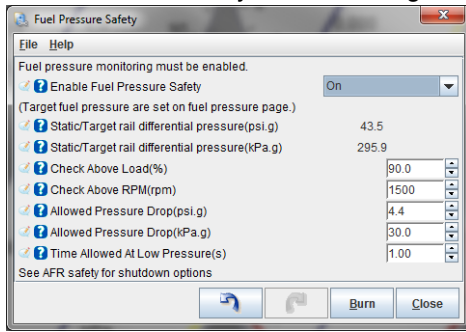 Fuel Pressure Safety
File Help
Fuel pressure monitoring must be enabled.
Enable Fuel Pressure Safety On
(Target fuel pressure are set on fuel pressure page.)
Static/Target rail differential pressure(psi.g) 43.5
Static/Target rail differential pressure(kPa.g) 295.9
Check Above Load(%) 90.0
Check Above RPM(rpm) 1500
Allowed Pressure Drop(psi.g) 4.4
Allowed Pressure Drop(kPa.g) 30.0
Time Allowed At Low Pressure(s) 1.00
See AFR safety for shutdown options
Burn Close